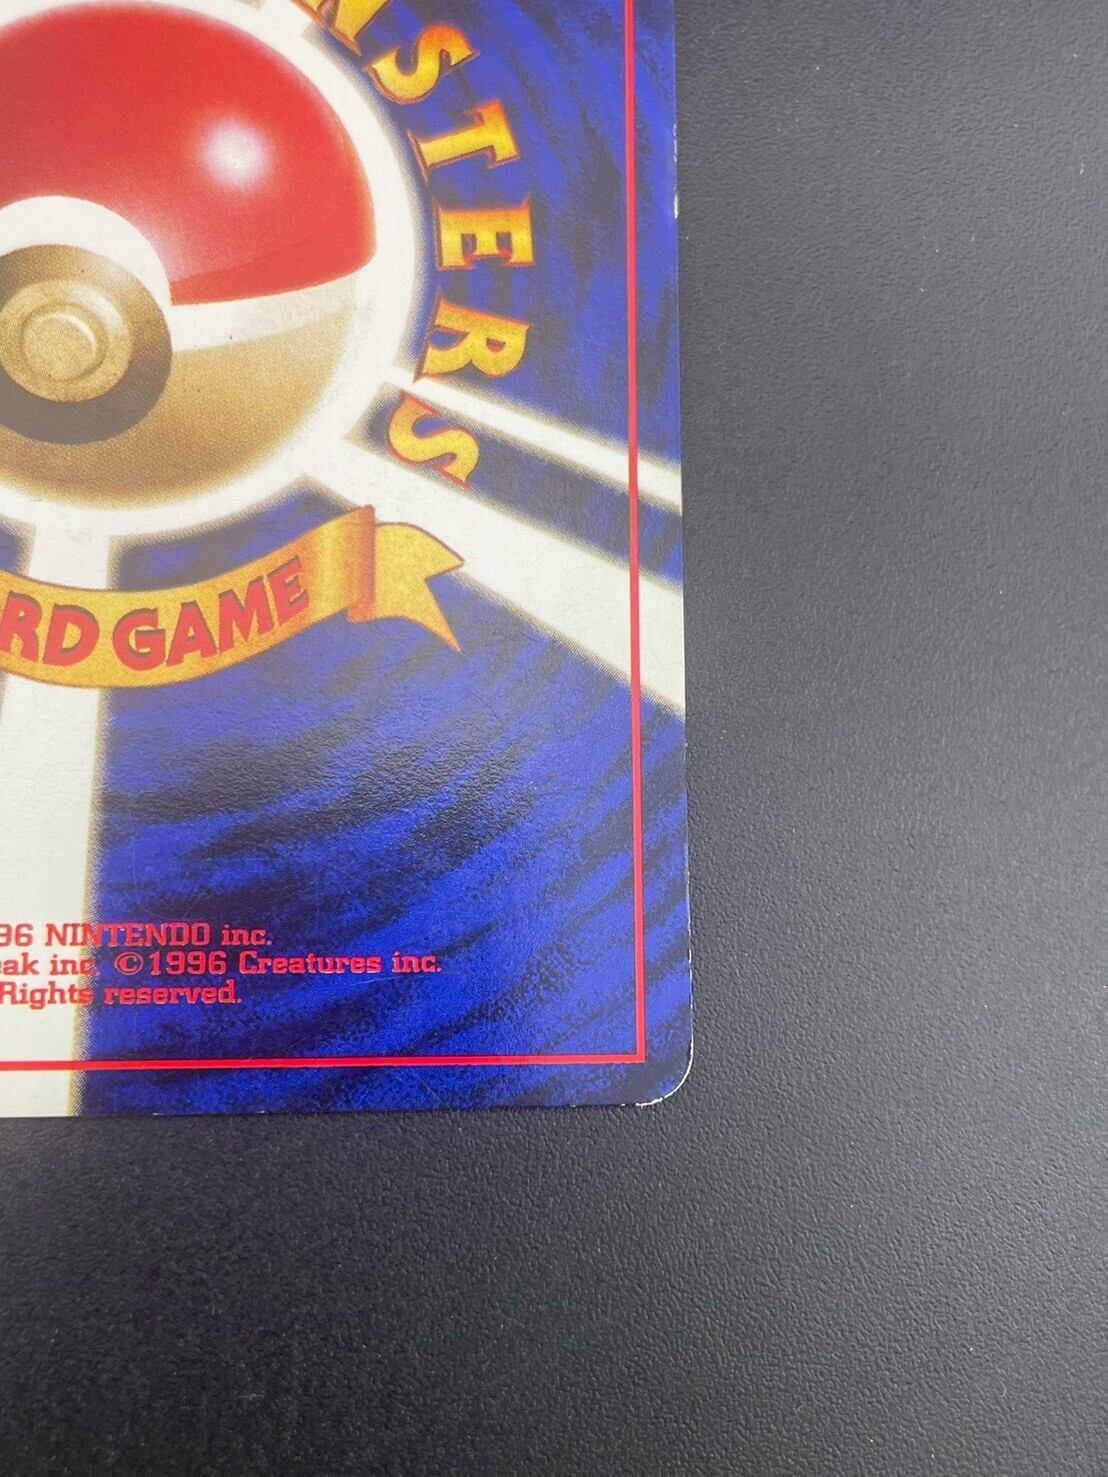 NSTERS
RD GAME
96 NINTENDO inc.
eak inc. ©1996 Creatures inc.
Rights reserved.